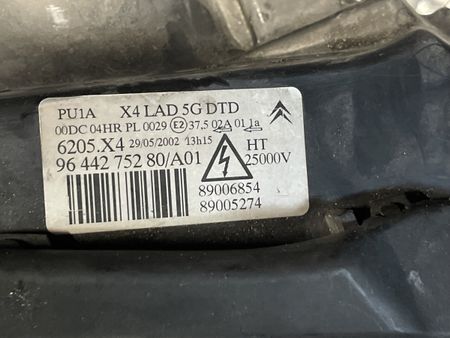 PU1A X4 LAD 5G DTD
00DC 04HR PL 0029 E2 37.5 02A 01 1a
6205.X4 29/05/2002 13h15 HT
96 442 752 80/A01 25000V
89006854
89005274